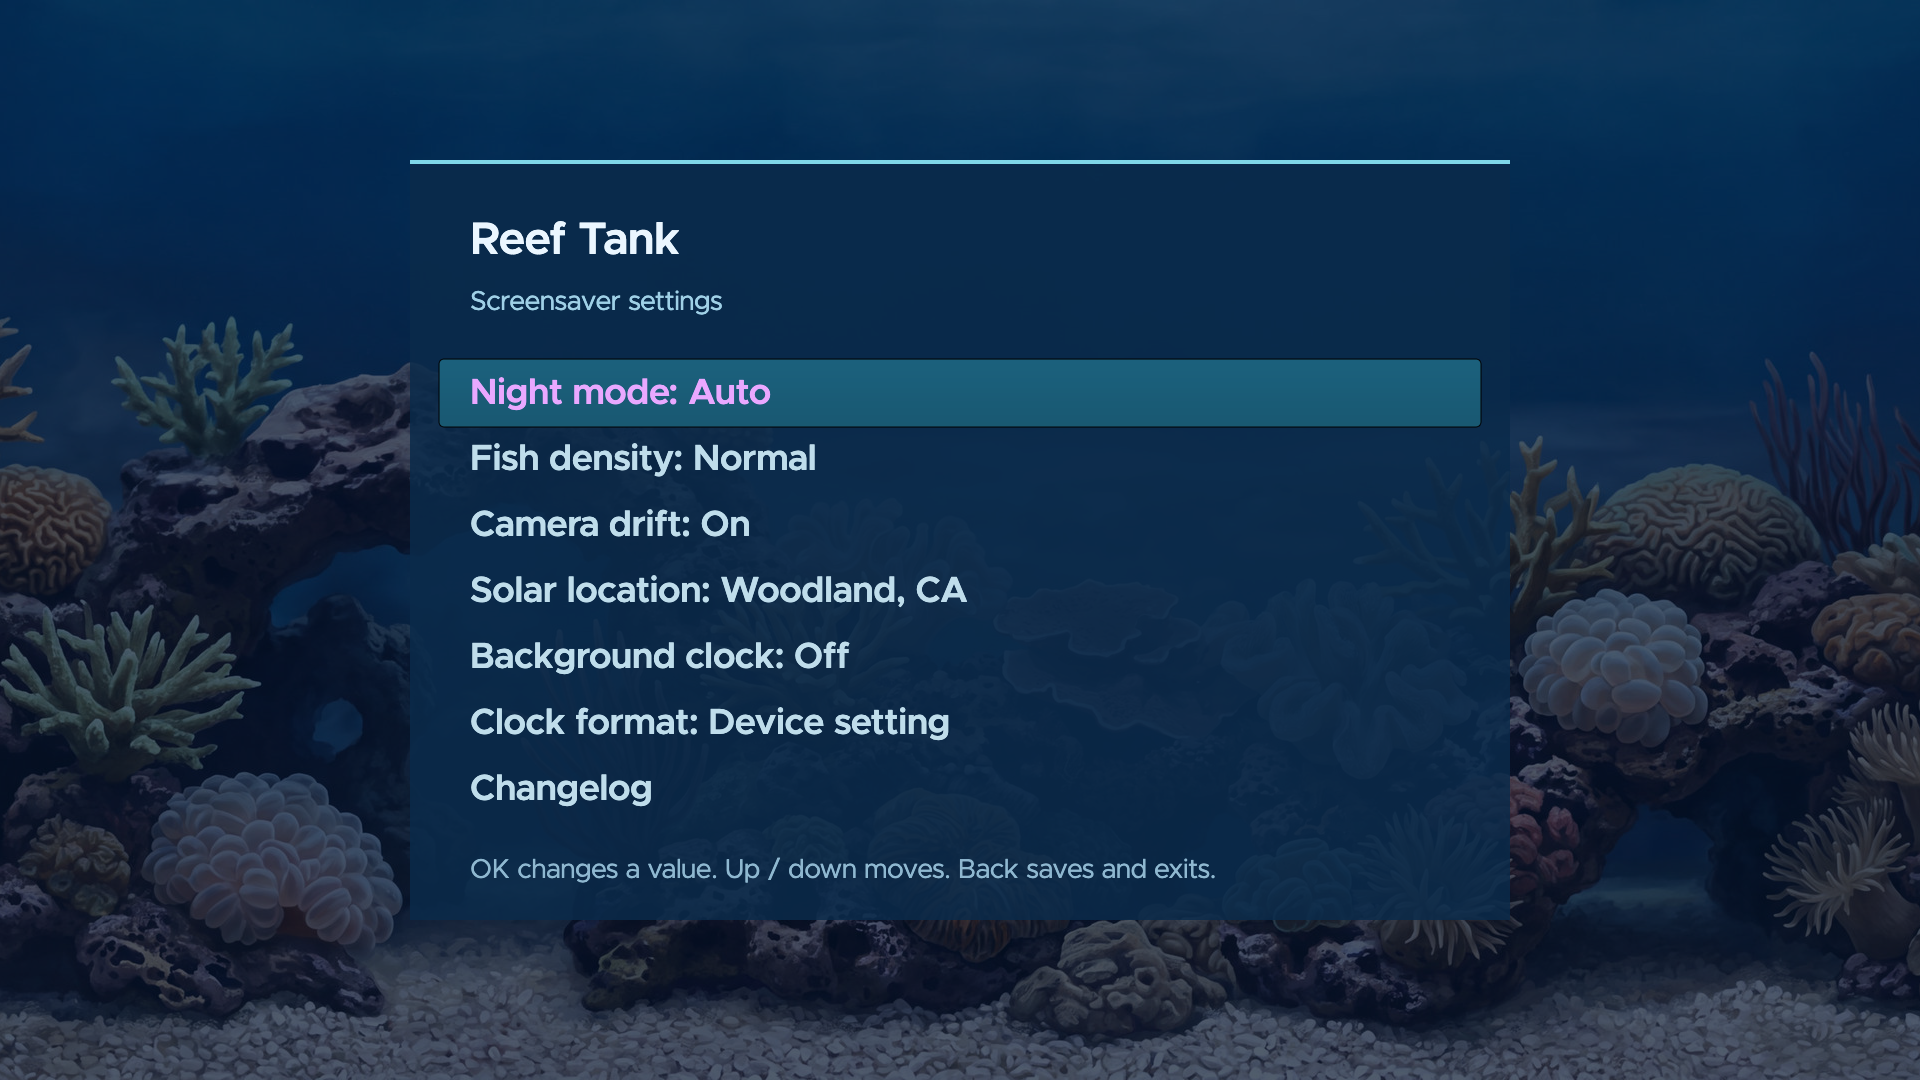 Reef Tank
Screensaver settings
Night mode: Auto
Fish density: Normal
Camera drift: On
Solar location: Woodland, CA
Background clock: Off
Clock format: Device setting
Changelog
OK changes a value. Up / down moves. Back saves and exits.